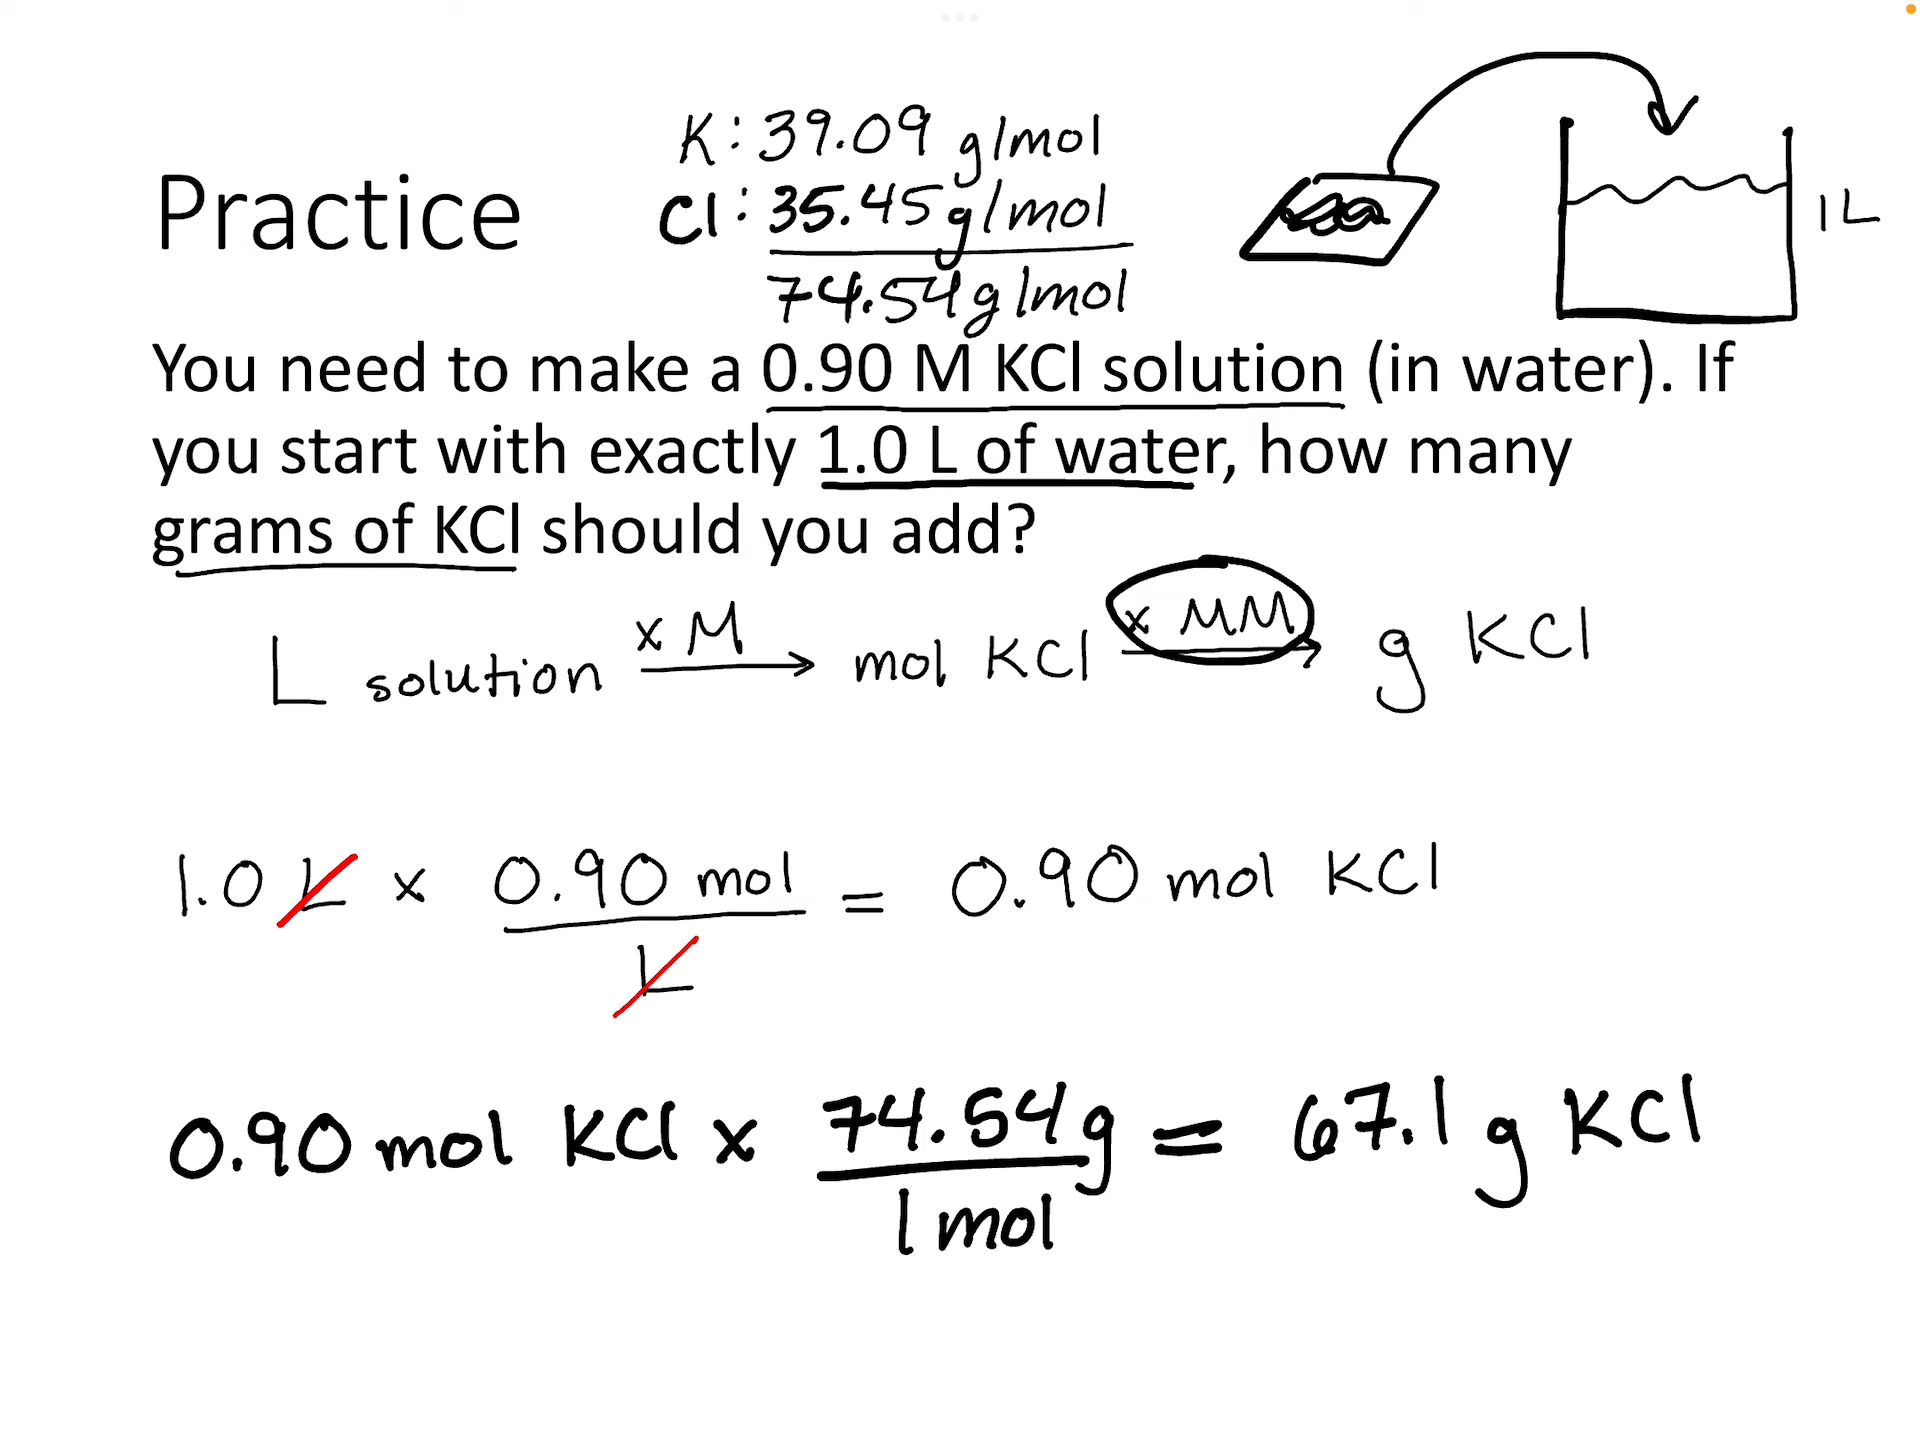 K: 39.09 g/mol
Practice
Cl: 35.45 g/mol
1L
74.54 g/mol
You need to make a 0.90 M KCl solution (in water). If
you start with exactly 1.0 L of water, how many
grams of KCl should you add?
L solution x M → mol KCl x MM → g KCl
1.0 L x 0.90 mol / L = 0.90 mol KCl
0.90 mol KCl x 74.54 g / 1 mol = 67.1 g KCl